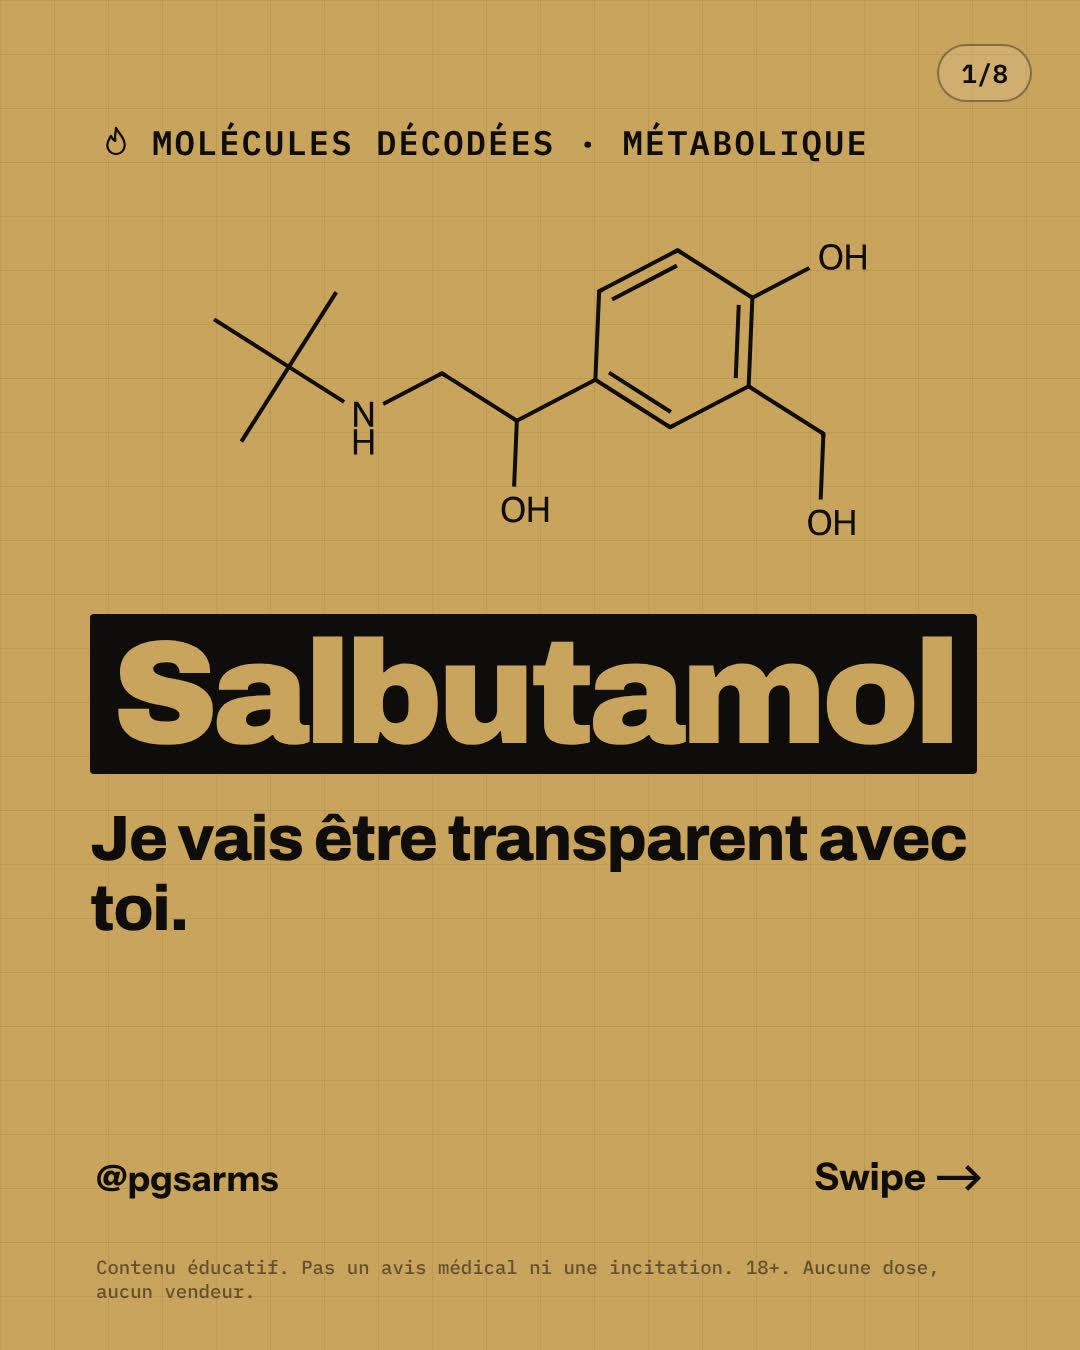 1/8
MOLÉCULES DÉCODÉES · MÉTABOLIQUE
OH
N
H
OH
OH
Salbutamol
Je vais être transparent avec
toi.
@pgsarms
Swipe →
Contenu éducatif. Pas un avis médical ni une incitation. 18+. Aucune dose,
aucun vendeur.